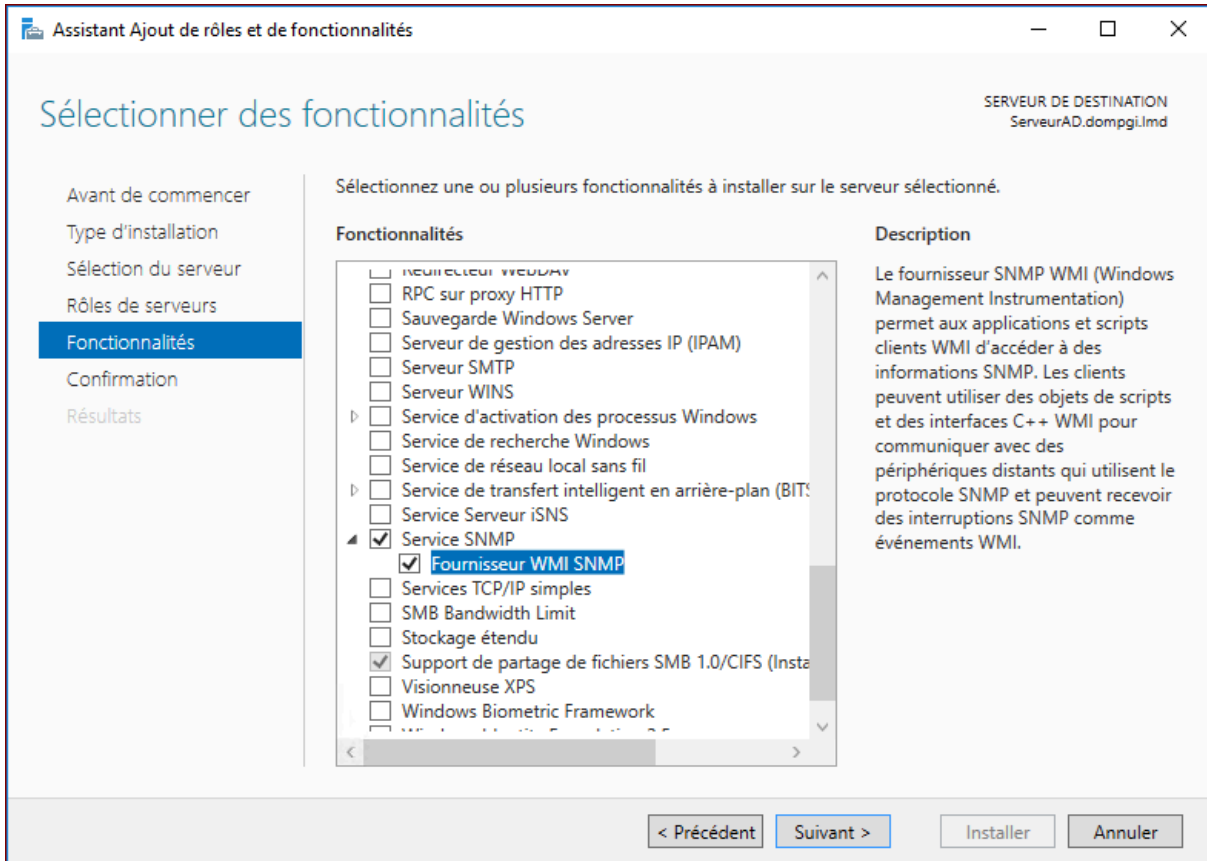 Assistant Ajout de rôles et de fonctionnalités
Sélectionner des fonctionnalités
SERVEUR DE DESTINATION
ServeurAD.dompgi.lmd
Avant de commencer
Type d'installation
Sélection du serveur
Rôles de serveurs
Fonctionnalités
Confirmation
Résultats
Sélectionnez une ou plusieurs fonctionnalités à installer sur le serveur sélectionné.
Fonctionnalités
Redirecteur WebDAV
RPC sur proxy HTTP
Sauvegarde Windows Server
Serveur de gestion des adresses IP (IPAM)
Serveur SMTP
Serveur WINS
Service d'activation des processus Windows
Service de recherche Windows
Service de réseau local sans fil
Service de transfert intelligent en arrière-plan (BITS
Service Serveur iSNS
Service SNMP
Fournisseur WMI SNMP
Services TCP/IP simples
SMB Bandwidth Limit
Stockage étendu
Support de partage de fichiers SMB 1.0/CIFS (Insta
Visionneuse XPS
Windows Biometric Framework
Description
Le fournisseur SNMP WMI (Windows
Management Instrumentation)
permet aux applications et scripts
clients WMI d'accéder à des
informations SNMP. Les clients
peuvent utiliser des objets de scripts
et des interfaces C++ WMI pour
communiquer avec des
périphériques distants qui utilisent le
protocole SNMP et peuvent recevoir
des interruptions SNMP comme
événements WMI.
< Précédent
Suivant >
Installer
Annuler